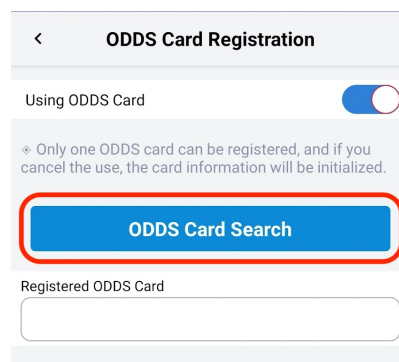 ODDS Card Registration
Using ODDS Card
◈ Only one ODDS card can be registered, and if you
cancel the use, the card information will be initialized.
ODDS Card Search
Registered ODDS Card